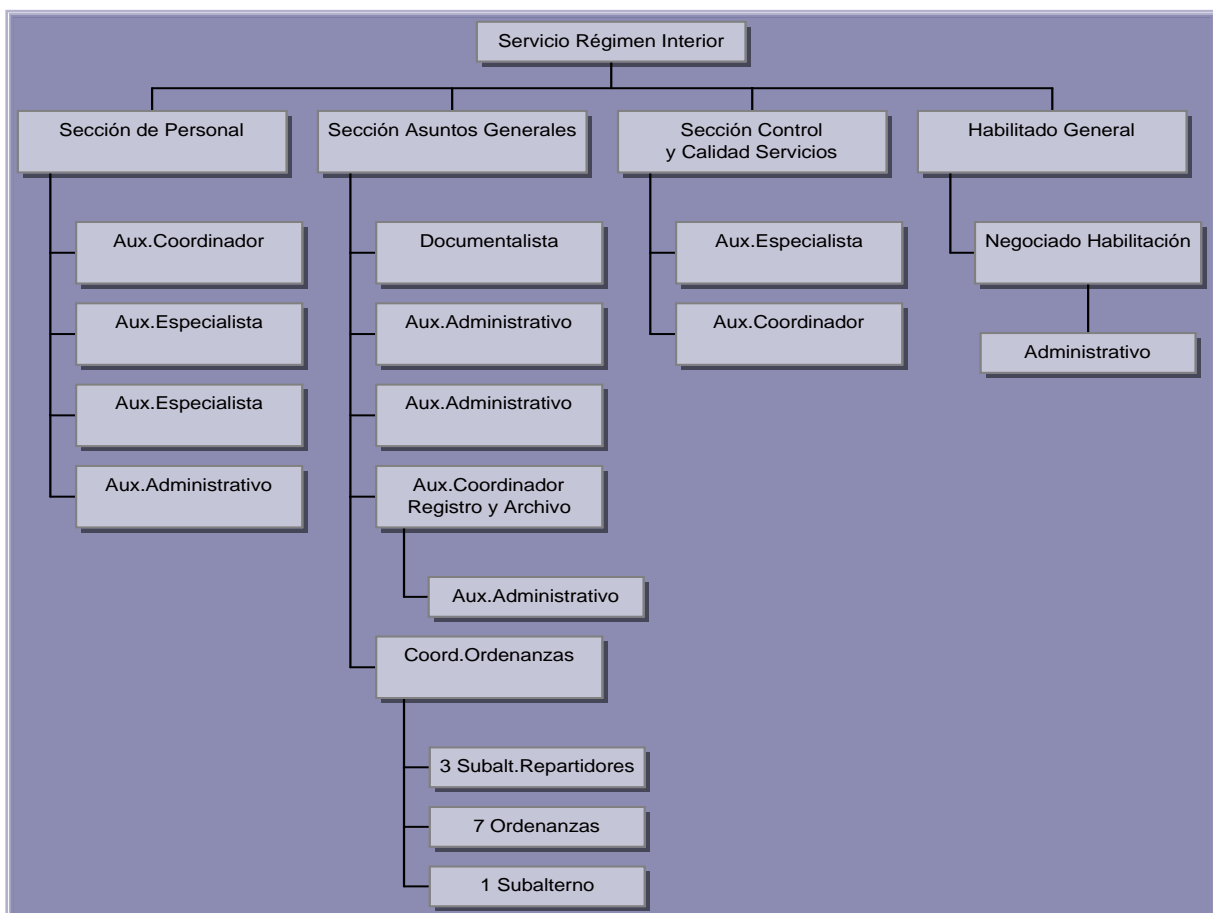 Servicio Régimen Interior
Sección de Personal
Sección Asuntos Generales
Sección Control
y Calidad Servicios
Habilitado General
Aux.Coordinador
Aux.Especialista
Aux.Especialista
Aux.Administrativo
Documentalista
Aux.Administrativo
Aux.Administrativo
Aux.Coordinador
Registro y Archivo
Aux.Administrativo
Coord.Ordenanzas
3 Subalt.Repartidores
7 Ordenanzas
1 Subalterno
Aux.Especialista
Aux.Coordinador
Negociado Habilitación
Administrativo